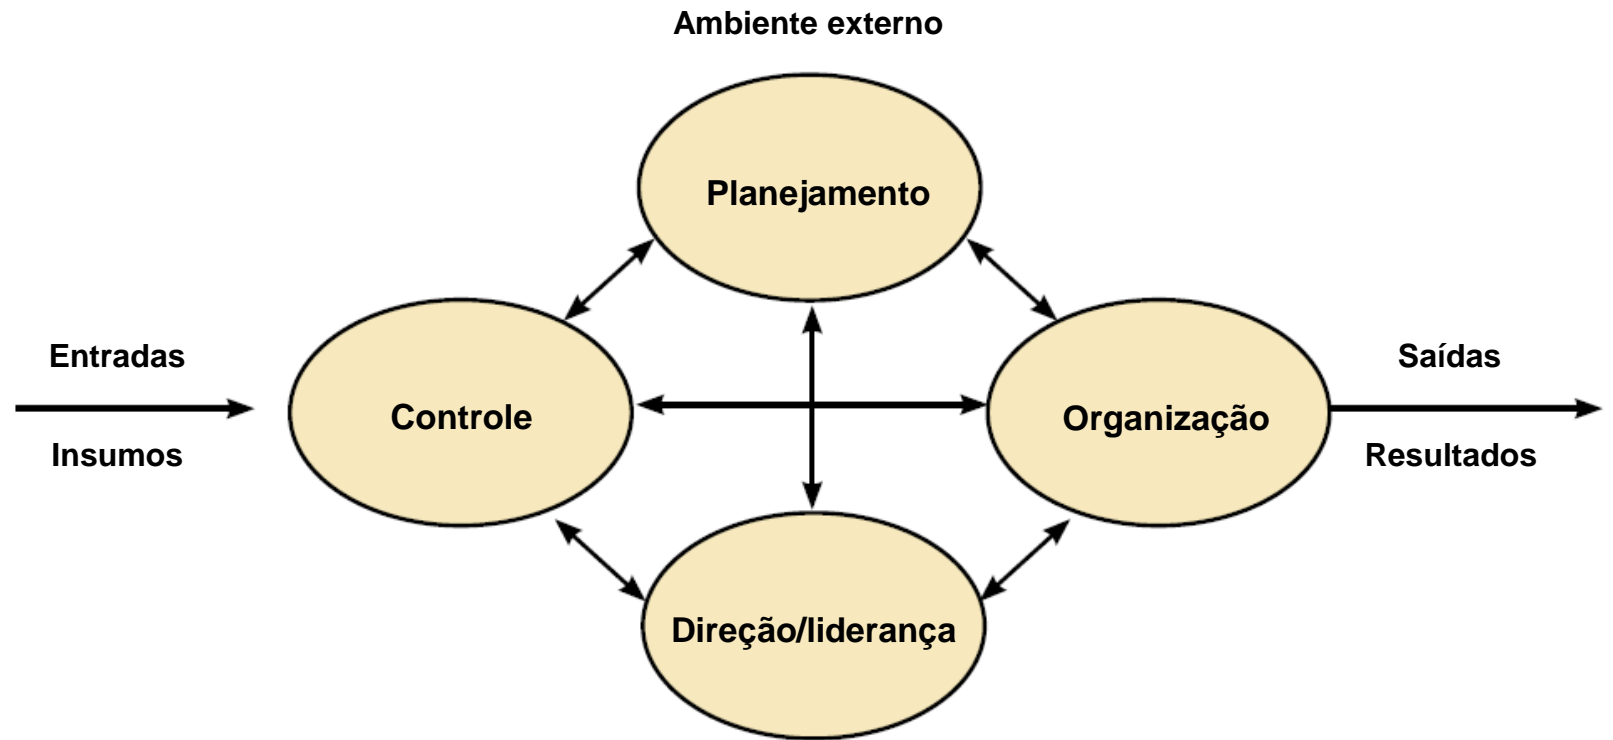 Ambiente externo
Planejamento
Entradas
Insumos
Controle
Organização
Saídas
Resultados
Direção/liderança